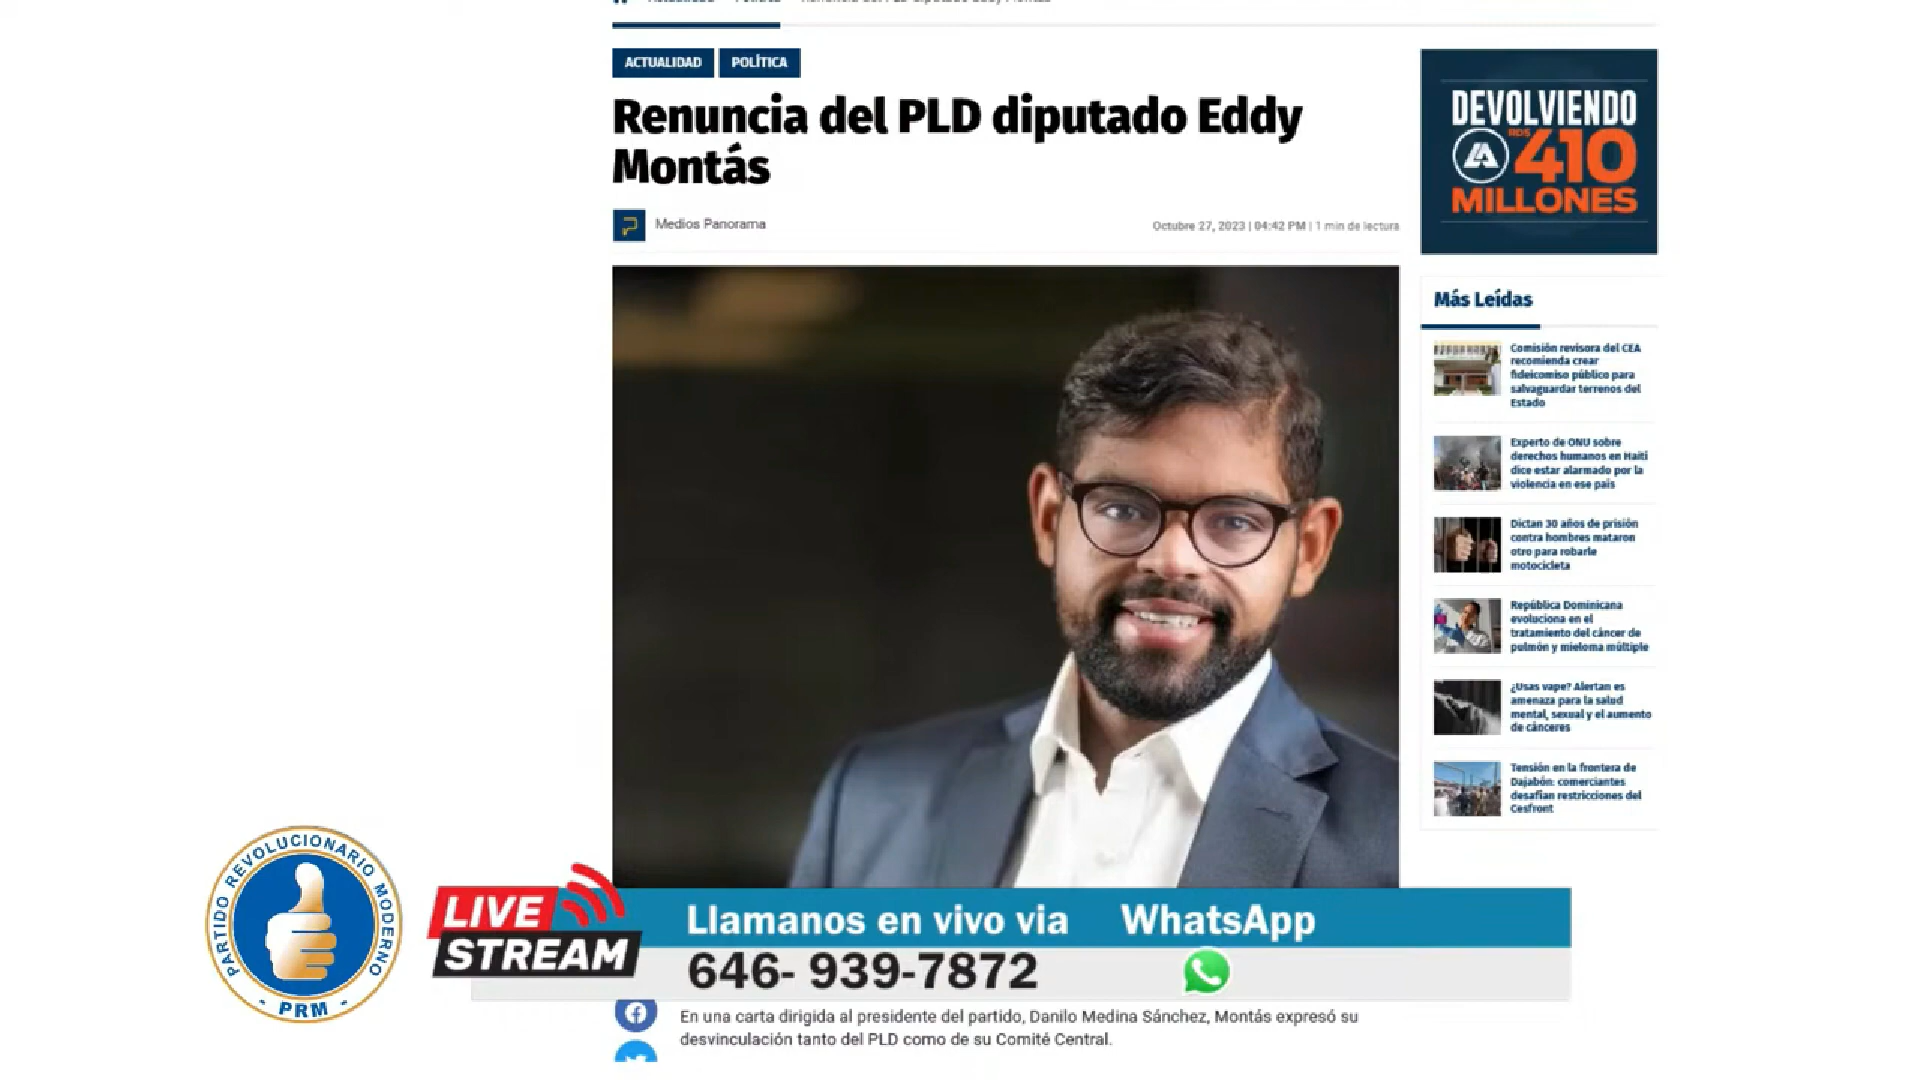 ACTUALIDAD
POLÍTICA
Renuncia del PLD diputado Eddy
Montás
Medios Panorama
Octubre 27, 2023 | 04:42 PM | 1 min de lectura
DEVOLVIENDO
RD$ 410
MILLONES
Más Leídas
Comisión revisora del CEA
recomienda crear
fideicomiso público para
salvaguardar terrenos del
Estado
Experto de ONU sobre
derechos humanos en Haití
dice estar alarmado por la
violencia en ese país
Dictan 30 años de prisión
contra hombres mataron
otro para robarle
motocicleta
República Dominicana
evoluciona en el
tratamiento del cáncer de
pulmón y mieloma múltiple
¿Usas vape? Alertan es
amenaza para la salud
mental, sexual y el aumento
de cánceres
Tensión en la frontera de
Dajabón: comerciantes
desafían restricciones del
Cesfront
PARTIDO REVOLUCIONARIO MODERNO
- PRM -
LIVE
STREAM
Llamanos en vivo via WhatsApp
646- 939-7872
En una carta dirigida al presidente del partido, Danilo Medina Sánchez, Montás expresó su
desvinculación tanto del PLD como de su Comité Central.